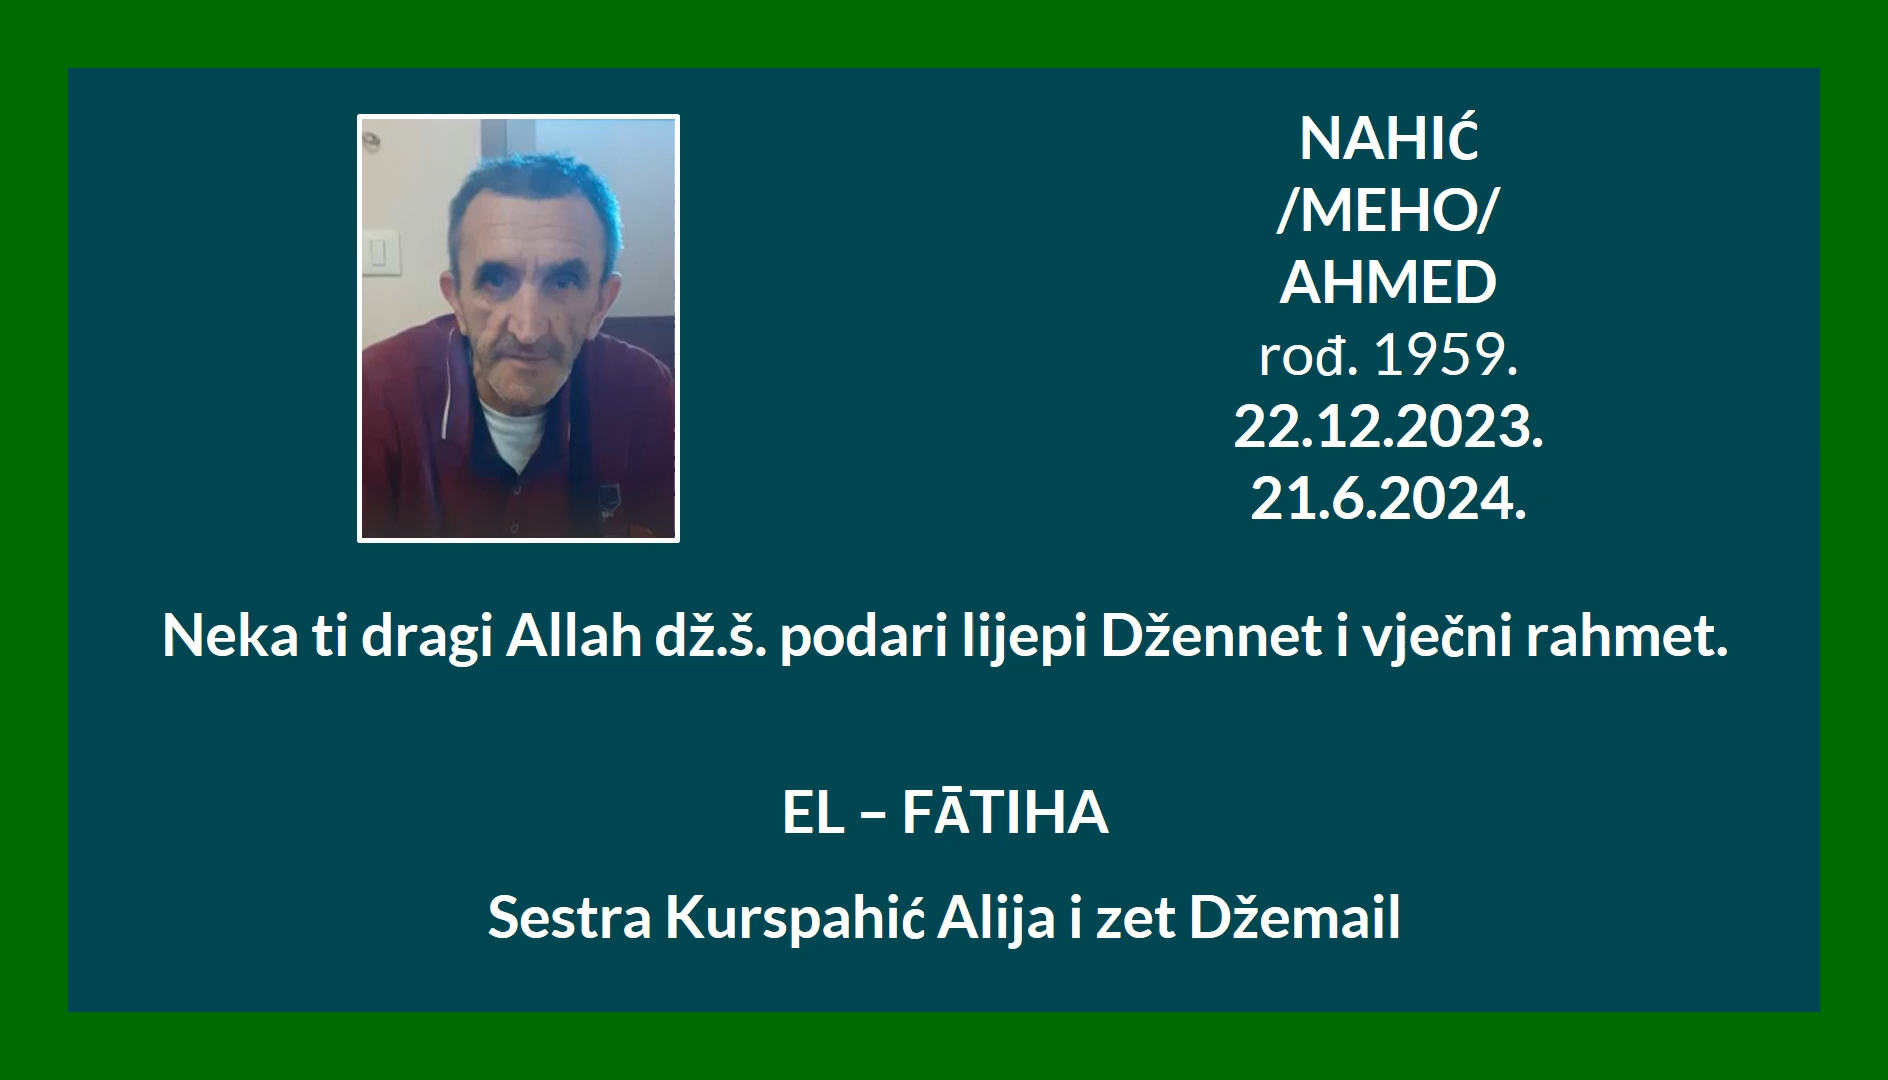 NAHIĆ
/MEHO/
AHMED
rođ. 1959.
22.12.2023.
21.6.2024.
Neka ti dragi Allah dž.š. podari lijepi Džennet i vječni rahmet.
EL – FĀTIHA
Sestra Kurspahić Alija i zet Džemail